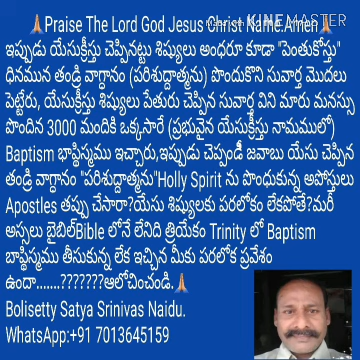 🙏Praise The Lord God Jesus Christ Name.Amen🙏
KINEMASTER
ఇప్పుడు యేసుక్రీస్తు చెప్పినట్టు శిష్యులు అంధరూ కూడా "పెంతుకోస్తు"
ధినమున తండ్రి వాగ్ధానం (పరిశుద్ధాత్మను) పొందుకొని సువార్త మొదలు
పెట్టేరు, యేసుక్రీస్తు శిష్యులు పేతురు చెప్పిన సువార్త విని మారు మనస్సు
పొందిన 3000 మందికి ఒక్కసారే (ప్రభువైన యేసుక్రీస్తు నామములో)
Baptism భాప్తిస్మము ఇచ్చారు,ఇప్పుడు చెప్పండి జవాబు యేసు చెప్పిన
తండ్రి వాగ్ధానం "పరిశుద్ధాత్మను"Holly Spirit ను పొందుకున్న అపోస్తులు
Apostles తప్పు చేసారా?యేసు శిష్యులకు పరలోకం లేకపోతే?మరీ
అస్సలు బైబిల్Bible లోనే లేనిది త్రియేకం Trinity లో Baptism
బాప్తిస్మము తీసుకున్న లేక ఇచ్చిన మీకు పరలోక ప్రవేశం
ఉందా.......???????ఆలోచించండి.🙏
Bolisetty Satya Srinivas Naidu.
WhatsApp:+91 7013645159